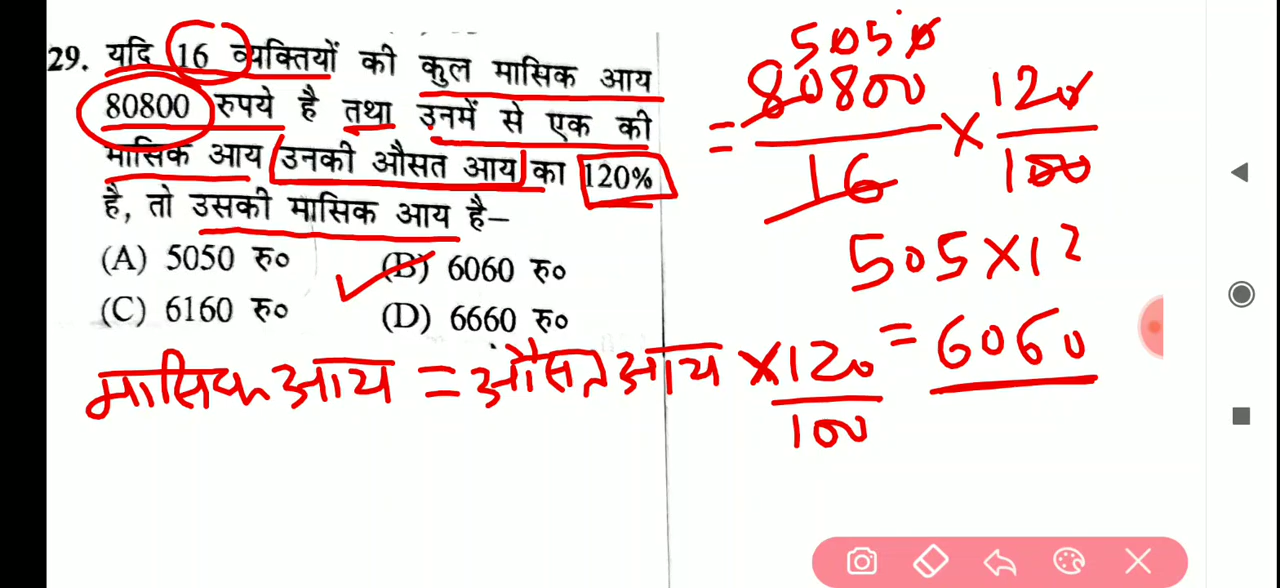 29. यदि 16 व्यक्तियों की कुल मासिक आय
80800 रुपये है तथा उनमें से एक की
मासिक आय उनकी औसत आय का 120%
है, तो उसकी मासिक आय है–
(A) 5050 रु० (B) 6060 रु०
(C) 6160 रु० (D) 6660 रु०
5050
= 80800/16 × 120/100
505×12
= 6060
मासिक आय = औसत आय × 120/100